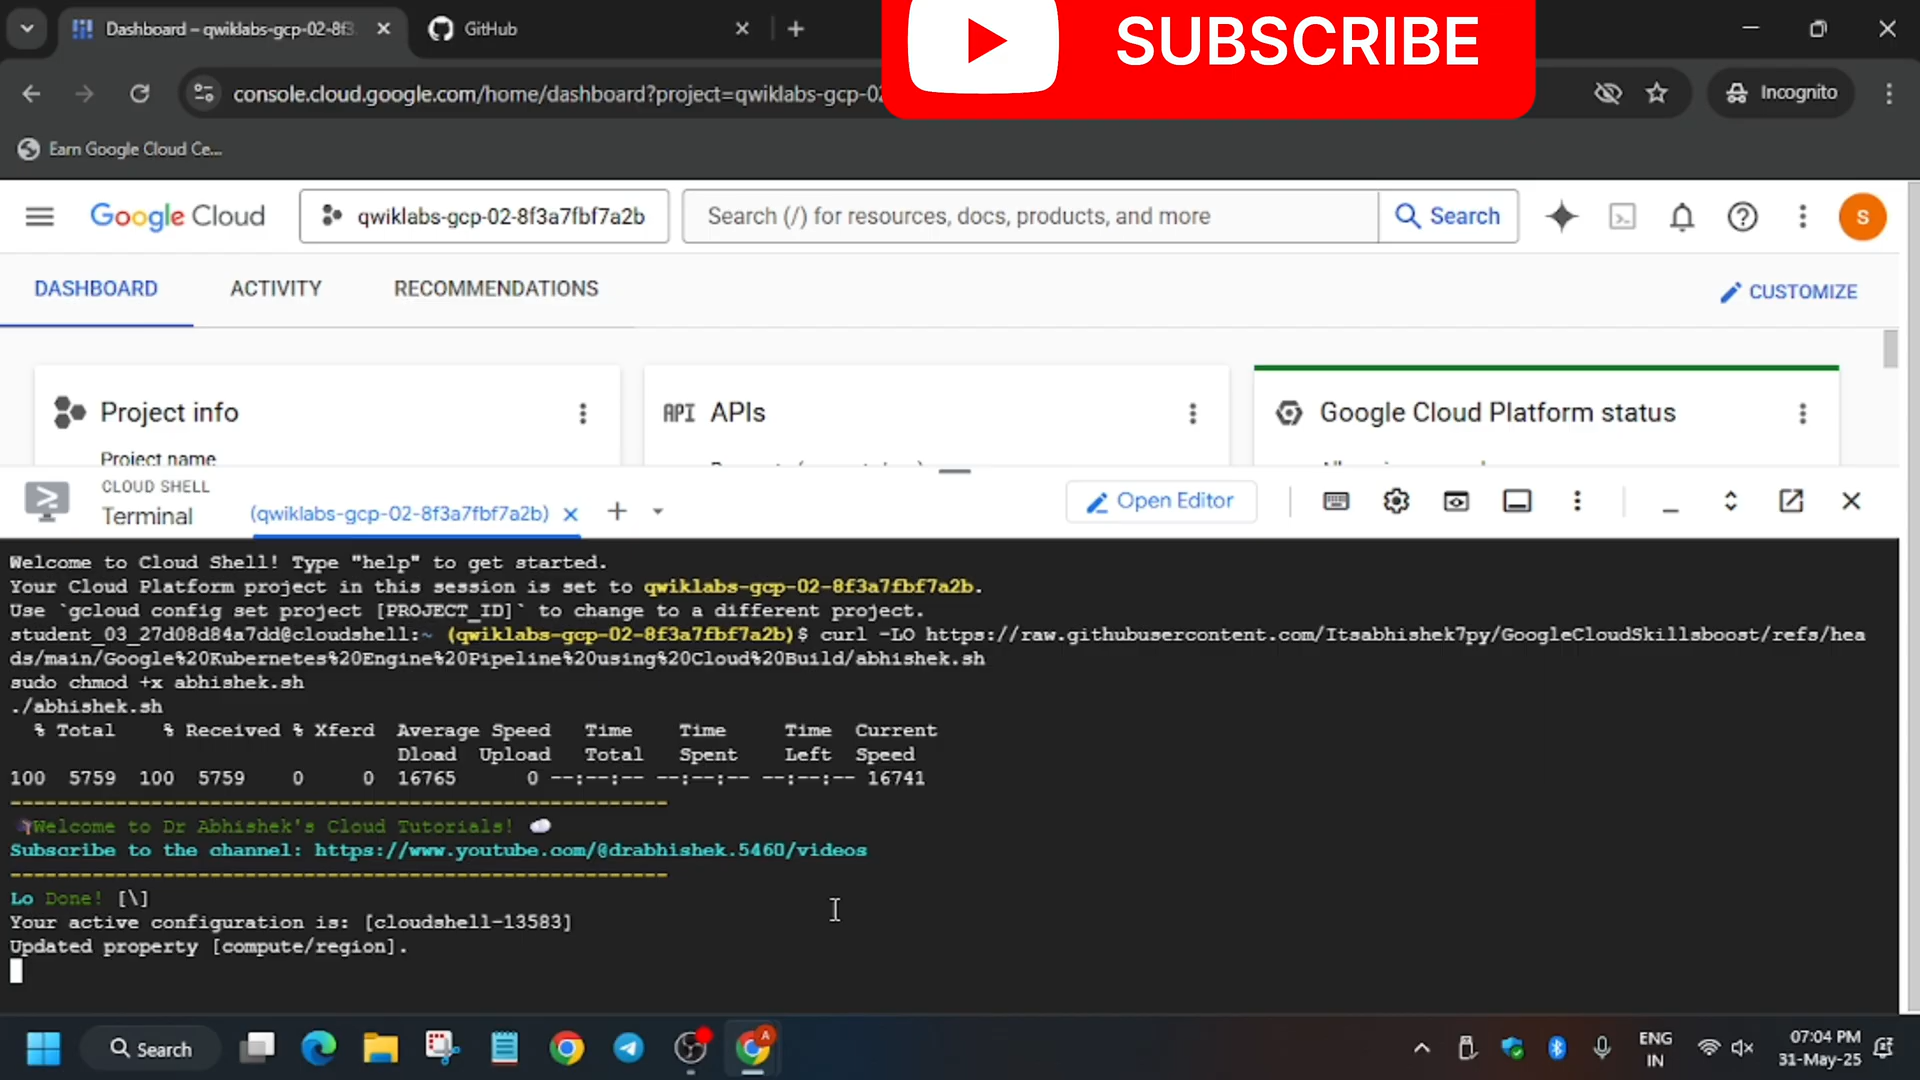 Dashboard – qwiklabs-gcp-02-8f3
GitHub
SUBSCRIBE
console.cloud.google.com/home/dashboard?project=qwiklabs-gcp-02
Incognito
Earn Google Cloud Ce...
Google Cloud
qwiklabs-gcp-02-8f3a7fbf7a2b
Search (/) for resources, docs, products, and more
Search
S
DASHBOARD
ACTIVITY
RECOMMENDATIONS
CUSTOMIZE
Project info
API APIs
Google Cloud Platform status
Project name
CLOUD SHELL
Terminal
(qwiklabs-gcp-02-8f3a7fbf7a2b)
Open Editor
Welcome to Cloud Shell! Type "help" to get started.
Your Cloud Platform project in this session is set to qwiklabs-gcp-02-8f3a7fbf7a2b.
Use `gcloud config set project [PROJECT_ID]` to change to a different project.
student_03_27d08d84a7dd@cloudshell:~ (qwiklabs-gcp-02-8f3a7fbf7a2b)$ curl -LO https://raw.githubusercontent.com/Itsabhishek7py/GoogleCloudSkillsboost/refs/hea
ds/main/Google%20Kubernetes%20Engine%20Pipeline%20using%20Cloud%20Build/abhishek.sh
sudo chmod +x abhishek.sh
./abhishek.sh
% Total % Received % Xferd Average Speed Time Time Time Current
Dload Upload Total Spent Left Speed
100 5759 100 5759 0 0 16765 0 --:--:-- --:--:-- --:--:-- 16741
--------------------------------------------------------
Welcome to Dr Abhishek's Cloud Tutorials! ☁️
Subscribe to the channel: https://www.youtube.com/@drabhishek.5460/videos
--------------------------------------------------------
Lo Done! [\]
Your active configuration is: [cloudshell-13583]
Updated property [compute/region].
Search
A
ENG
IN
07:04 PM
31-May-25